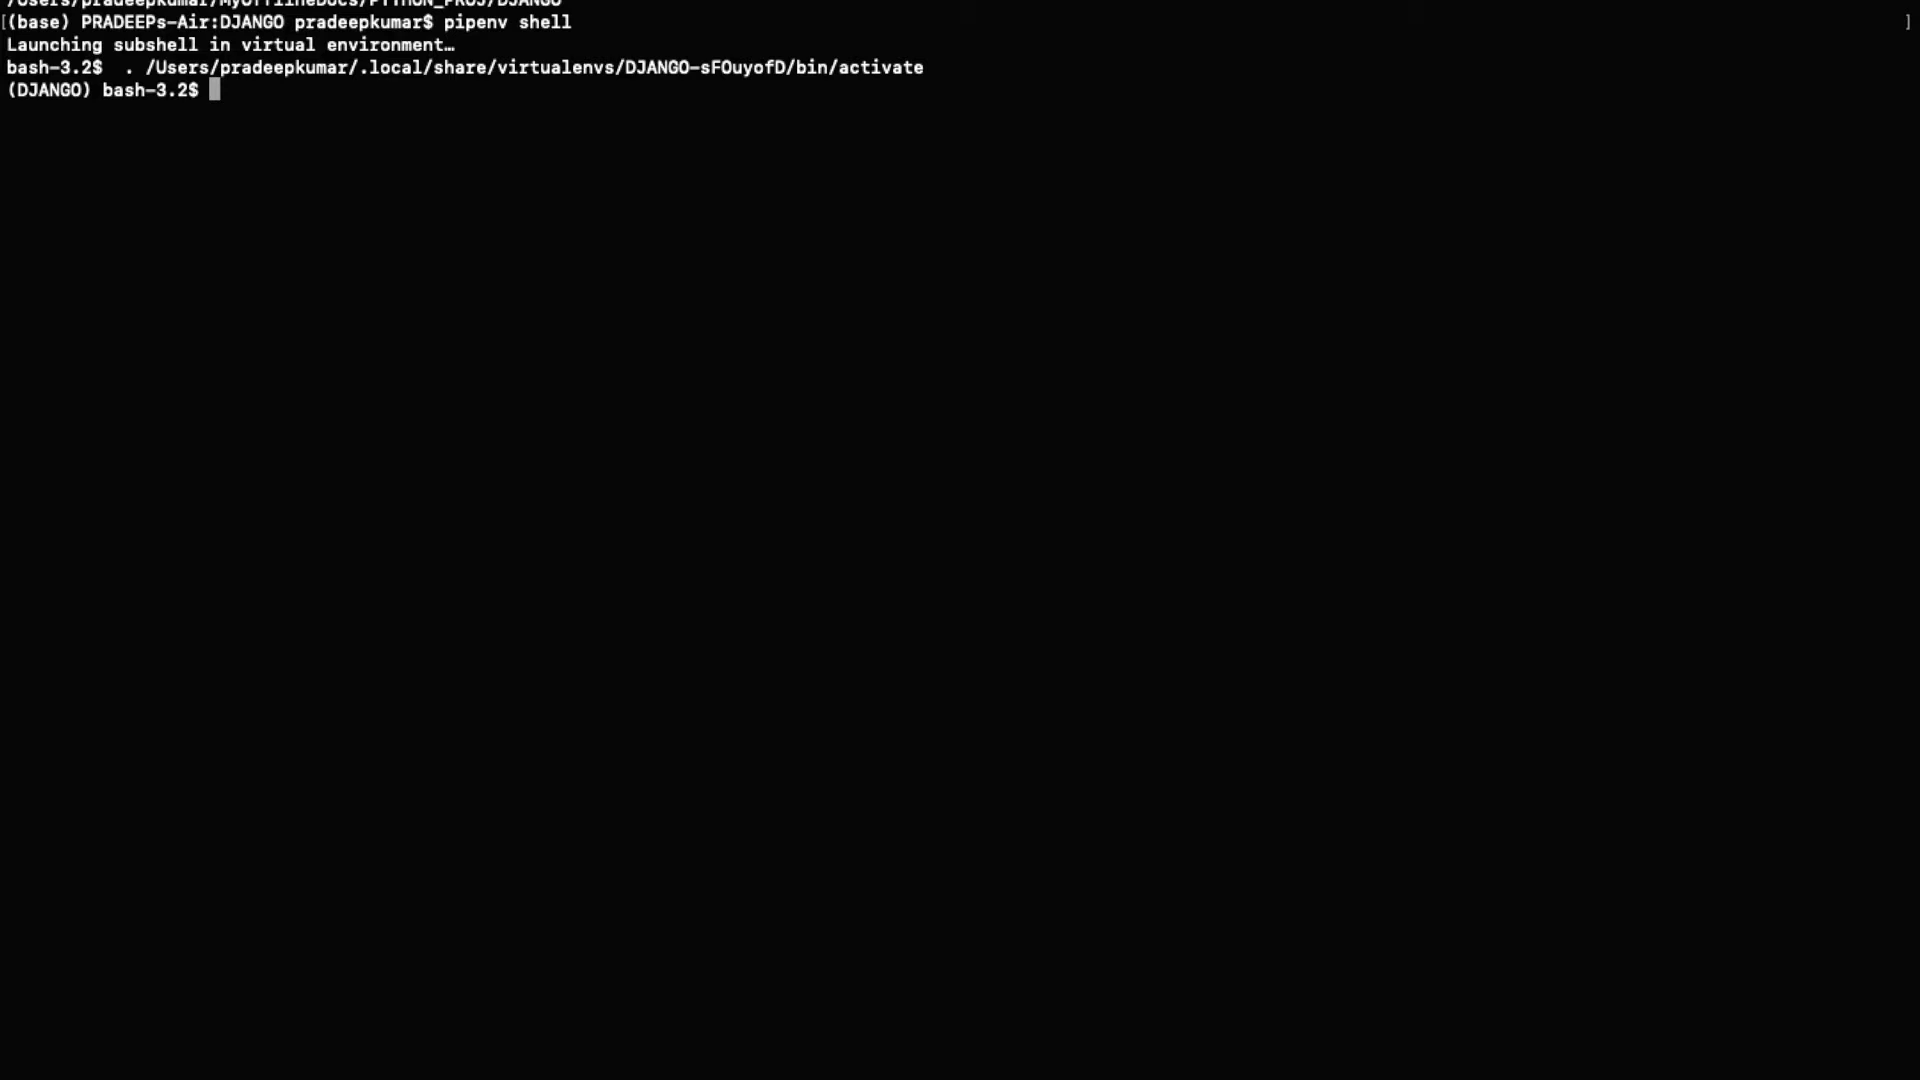 /Users/pradeepkumar/MyOfflineDocs/PYTHON_PROJ/DJANGO
[(base) PRADEEPs-Air:DJANGO pradeepkumar$ pipenv shell ]
Launching subshell in virtual environment…
bash-3.2$  . /Users/pradeepkumar/.local/share/virtualenvs/DJANGO-sFOuyofD/bin/activate
(DJANGO) bash-3.2$